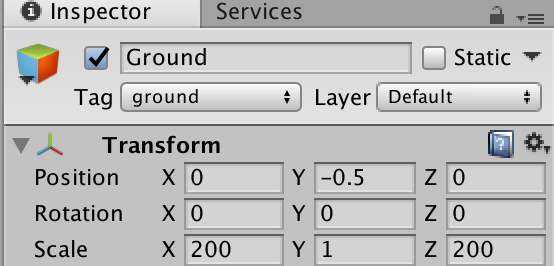 Inspector Services
Ground Static
Tag ground Layer Default
Transform
Position X 0 Y -0.5 Z 0
Rotation X 0 Y 0 Z 0
Scale X 200 Y 1 Z 200